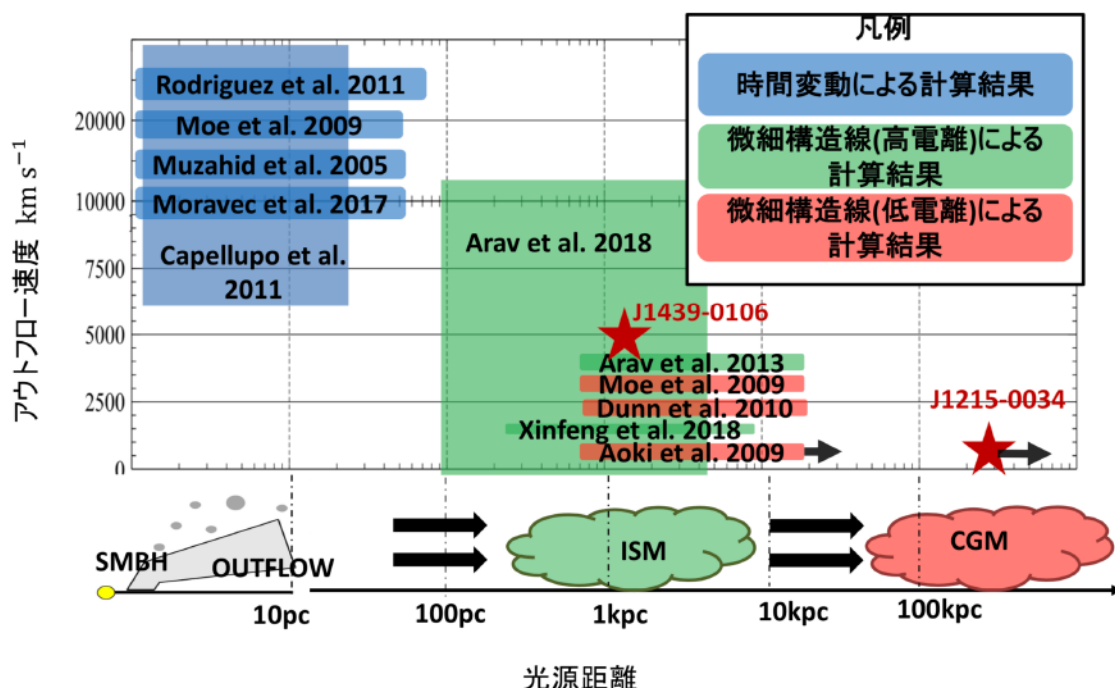 凡例
時間変動による計算結果
微細構造線(高電離)による
計算結果
微細構造線(低電離)による
計算結果
アウトフロー速度 km s⁻¹
20000
10000
7500
5000
2500
0
Rodriguez et al. 2011
Moe et al. 2009
Muzahid et al. 2005
Moravec et al. 2017
Capellupo et al.
2011
Arav et al. 2018
J1439-0106
Arav et al. 2013
Moe et al. 2009
Dunn et al. 2010
Xinfeng et al. 2018
Aoki et al. 2009
J1215-0034
SMBH
OUTFLOW
ISM
CGM
10pc
100pc
1kpc
10kpc
100kpc
光源距離